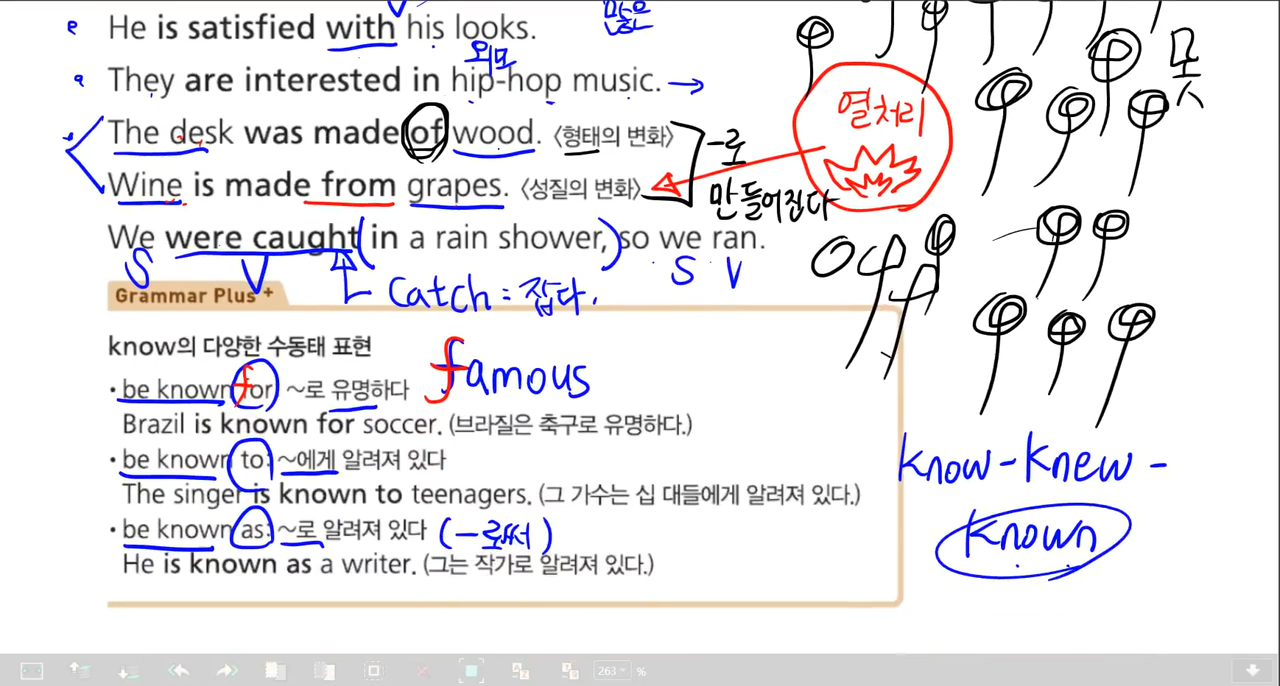 He is satisfied with his looks.
많은
외모
They are interested in hip-hop music. →
못
열처리
The desk was made of wood. <형태의 변화>
-로
만들어진다
Wine is made from grapes. <성질의 변화>
We were caught (in a rain shower,) so we ran.
S V S V
catch = 잡다.
Grammar Plus +
know의 다양한 수동태 표현
• be known for ~로 유명하다
famous
Brazil is known for soccer. (브라질은 축구로 유명하다.)
• be known to: ~에게 알려져 있다
The singer is known to teenagers. (그 가수는 십 대들에게 알려져 있다.)
• be known as: ~로 알려져 있다 (-로써)
He is known as a writer. (그는 작가로 알려져 있다.)
know - knew -
known
263 %